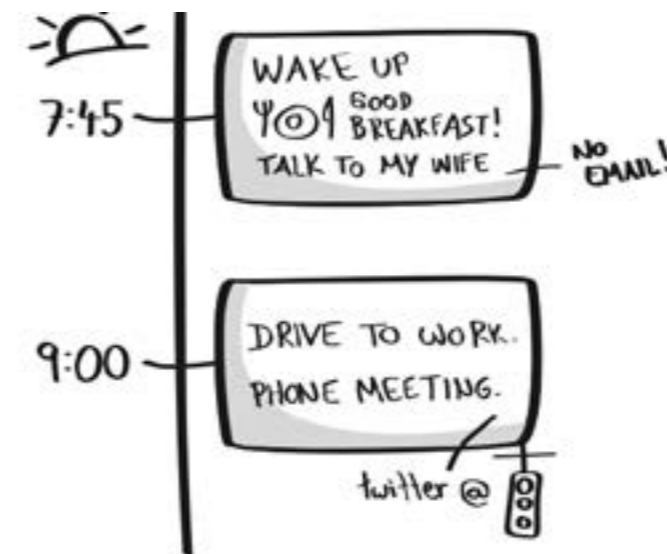 7:45
WAKE UP
GOOD
BREAKFAST!
TALK TO MY WIFE
NO
EMAIL!
9:00
DRIVE TO WORK.
PHONE MEETING.
twitter @